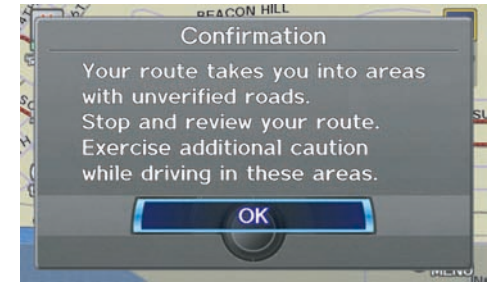 BEACON HILL
Confirmation
Your route takes you into areas
with unverified roads.
Stop and review your route.
Exercise additional caution
while driving in these areas.
OK
MENU